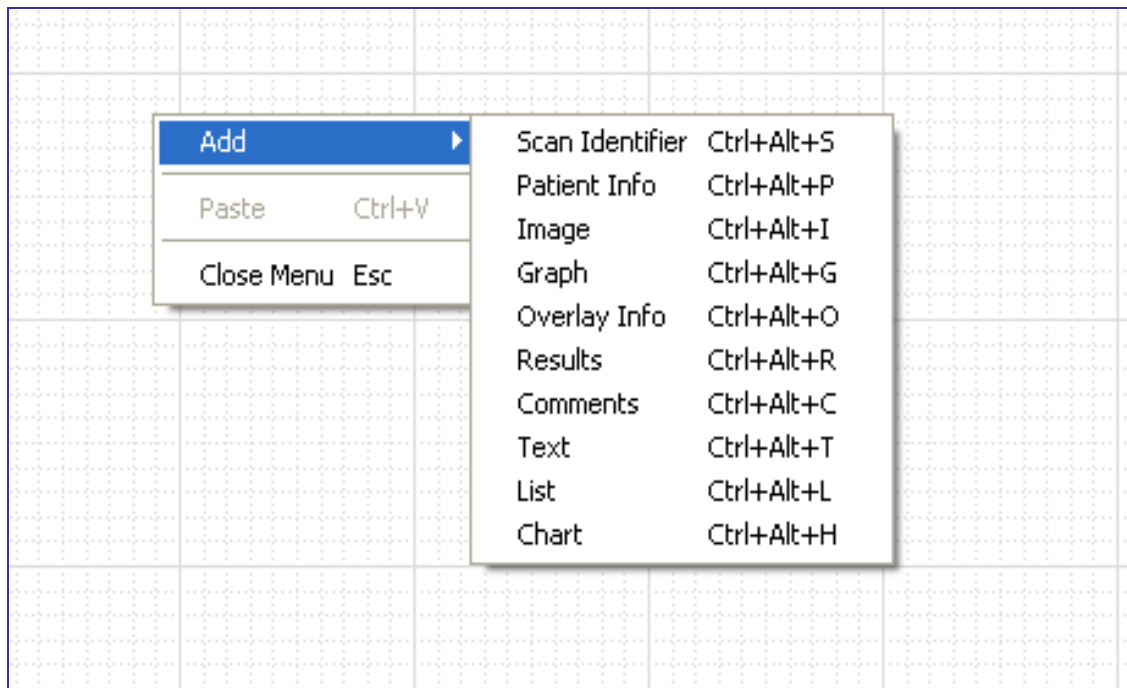 Add
Paste Ctrl+V
Close Menu Esc
Scan Identifier Ctrl+Alt+S
Patient Info Ctrl+Alt+P
Image Ctrl+Alt+I
Graph Ctrl+Alt+G
Overlay Info Ctrl+Alt+O
Results Ctrl+Alt+R
Comments Ctrl+Alt+C
Text Ctrl+Alt+T
List Ctrl+Alt+L
Chart Ctrl+Alt+H